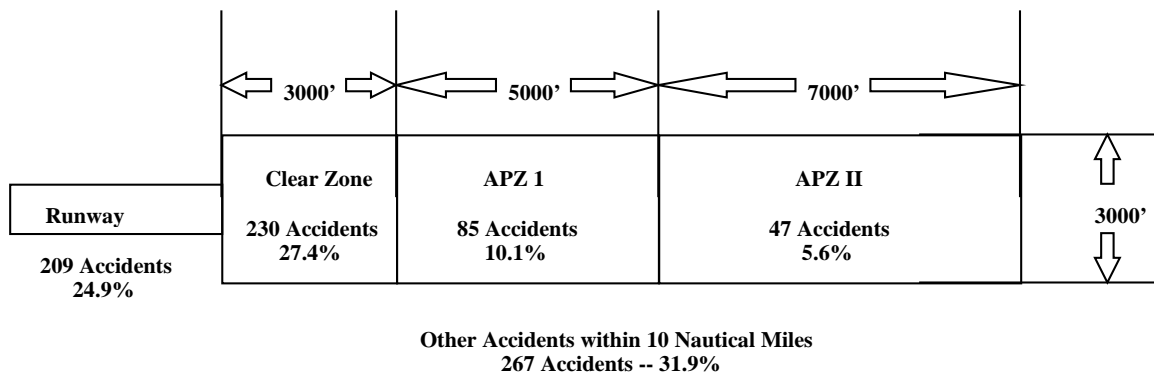 3000’
5000’
7000’
Clear Zone
APZ 1
APZ II
Runway
230 Accidents
27.4%
85 Accidents
10.1%
47 Accidents
5.6%
3000’
209 Accidents
24.9%
Other Accidents within 10 Nautical Miles
267 Accidents -- 31.9%